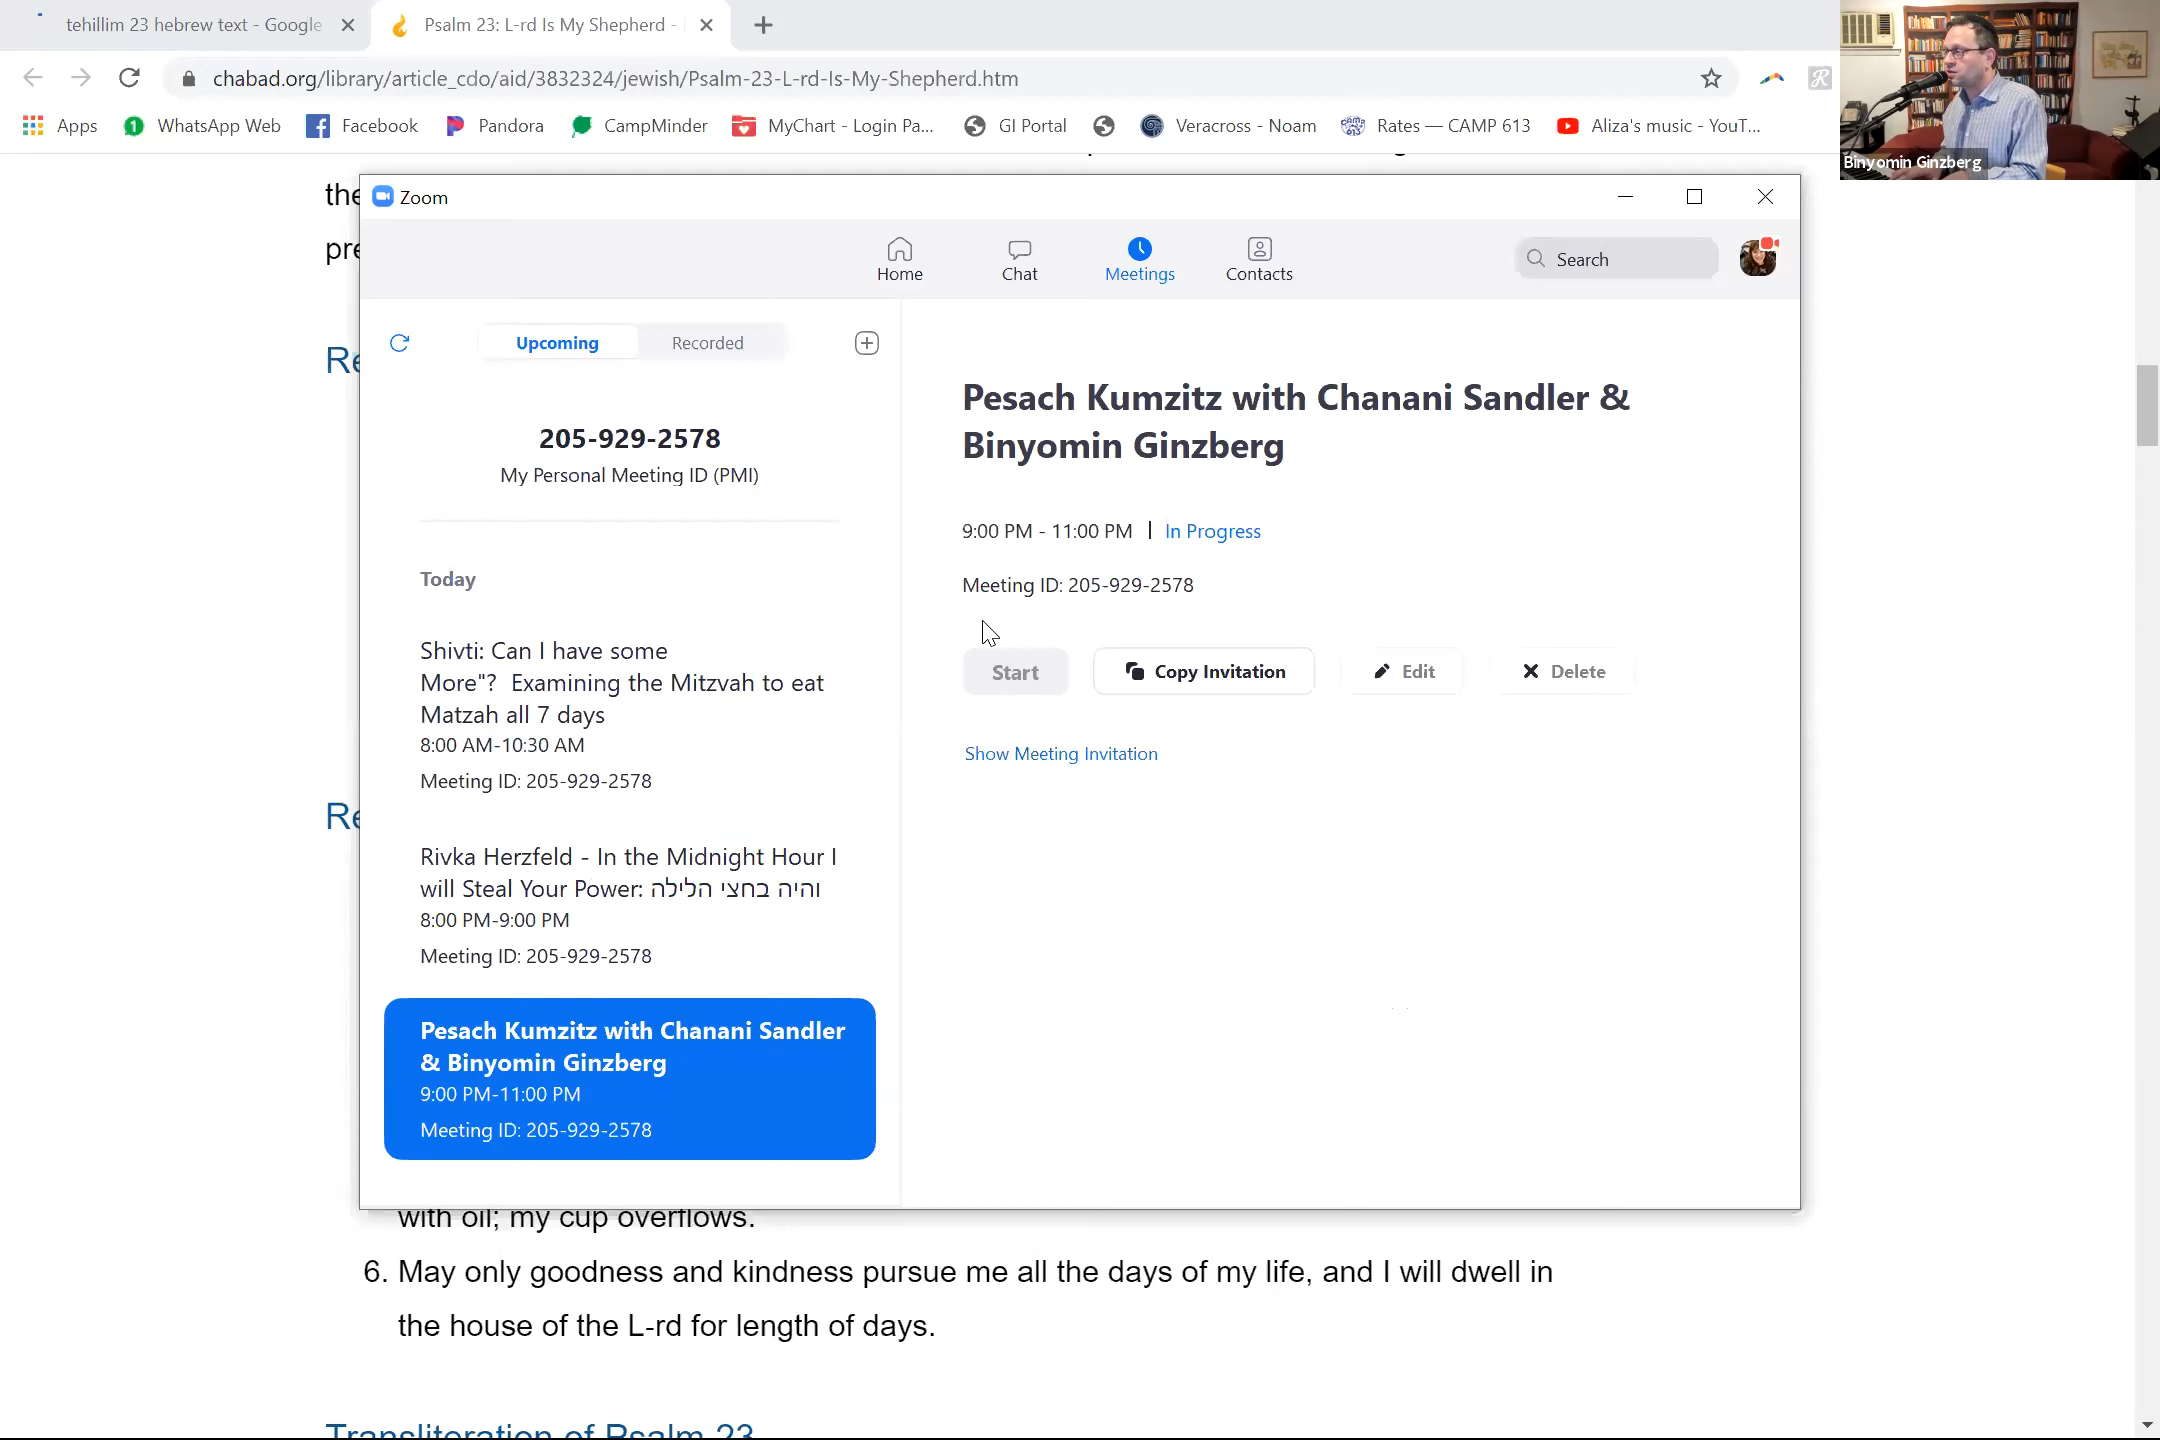 tehillim 23 hebrew text - Google
Psalm 23: L-rd Is My Shepherd -
chabad.org/library/article_cdo/aid/3832324/jewish/Psalm-23-L-rd-Is-My-Shepherd.htm
Apps
WhatsApp Web
Facebook
Pandora
CampMinder
MyChart - Login Pa...
GI Portal
Veracross - Noam
Rates — CAMP 613
Aliza's music - YouT...
Binyomin Ginzberg
Zoom
Home
Chat
Meetings
Contacts
Search
Upcoming
Recorded
205-929-2578
My Personal Meeting ID (PMI)
Today
Shivti: Can I have some
More"? Examining the Mitzvah to eat
Matzah all 7 days
8:00 AM-10:30 AM
Meeting ID: 205-929-2578
Rivka Herzfeld - In the Midnight Hour I
will Steal Your Power: והיה בחצי הלילה
8:00 PM-9:00 PM
Meeting ID: 205-929-2578
Pesach Kumzitz with Chanani Sandler
& Binyomin Ginzberg
9:00 PM-11:00 PM
Meeting ID: 205-929-2578
Pesach Kumzitz with Chanani Sandler &
Binyomin Ginzberg
9:00 PM - 11:00 PM | In Progress
Meeting ID: 205-929-2578
Start
Copy Invitation
Edit
Delete
Show Meeting Invitation
with oil; my cup overflows.
6. May only goodness and kindness pursue me all the days of my life, and I will dwell in
the house of the L-rd for length of days.
Transliteration of Psalm 23